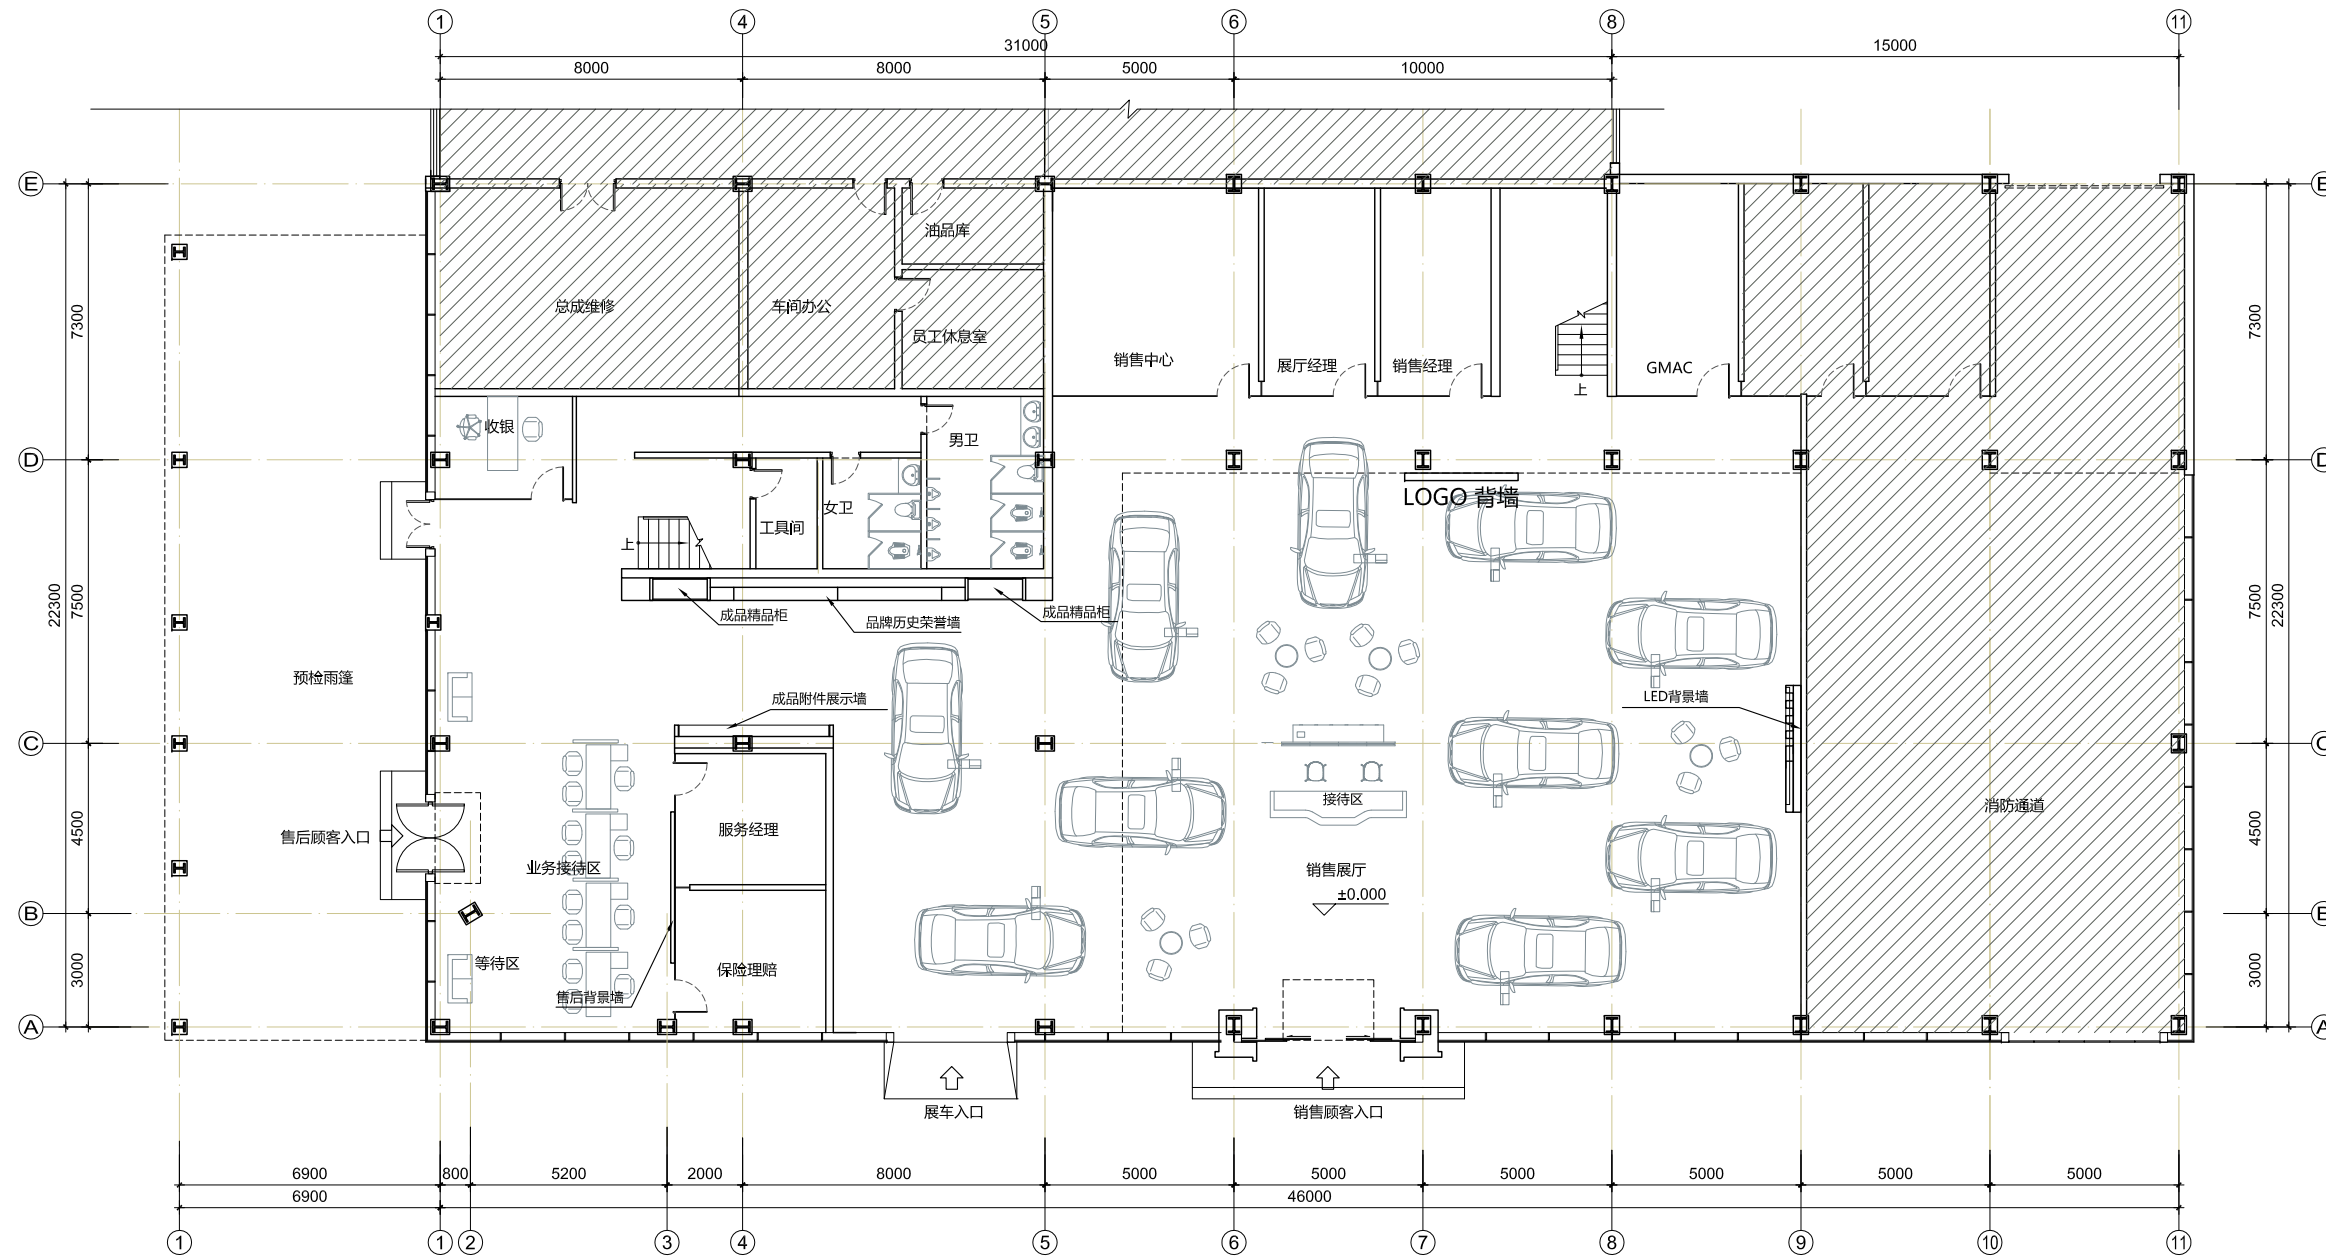 1 4 5 6 8 11
31000 15000
8000 8000 5000 10000
E E
油品库
7300 7300
总成维修 车间办公
员工休息室
销售中心 展厅经理 销售经理 GMAC
上
收银 男卫
D D
LOGO 背墙
女卫
工具间
上
22300 7500 7500 22300
成品精品柜 品牌历史荣誉墙 成品精品柜
预检雨篷
成品附件展示墙 LED背景墙
C C
接待区 消防通道
4500 售后顾客入口 服务经理 4500
业务接待区 销售展厅
±0.000
B B
等待区 保险理赔
3000 3000
售后背景墙
A A
展车入口 销售顾客入口
6900 800 5200 2000 8000 5000 5000 5000 5000 5000 5000
6900 46000
1 1 2 3 4 5 6 7 8 9 10 11